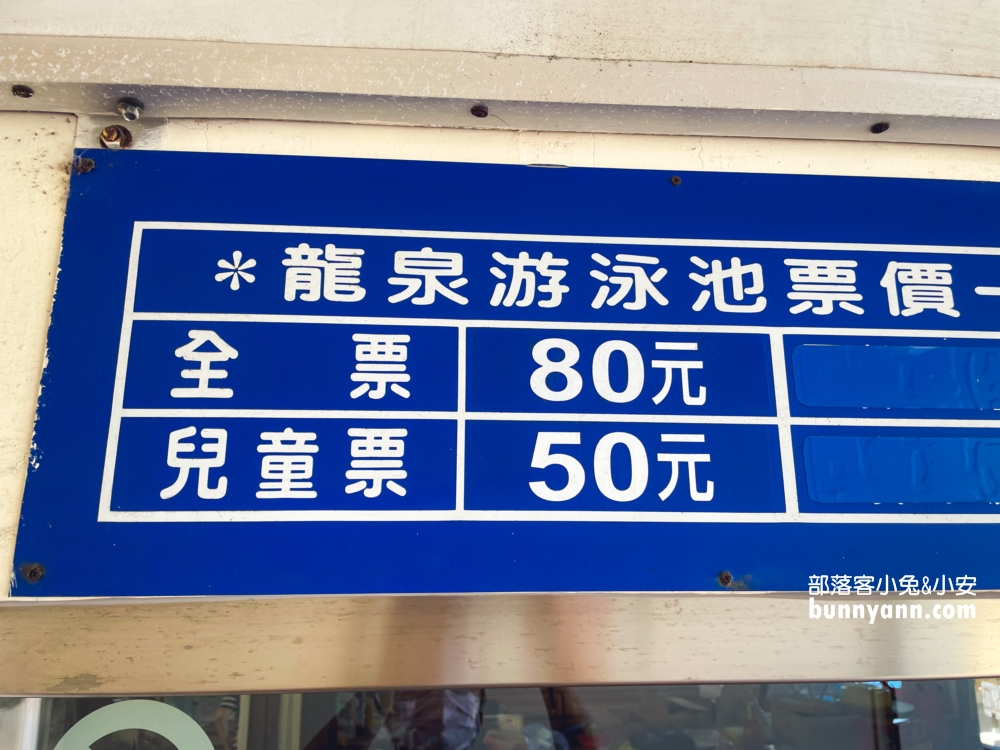 *龍泉游泳池票價
全票 80元
兒童票 50元
部落客小兔&小安
bunnyann.com